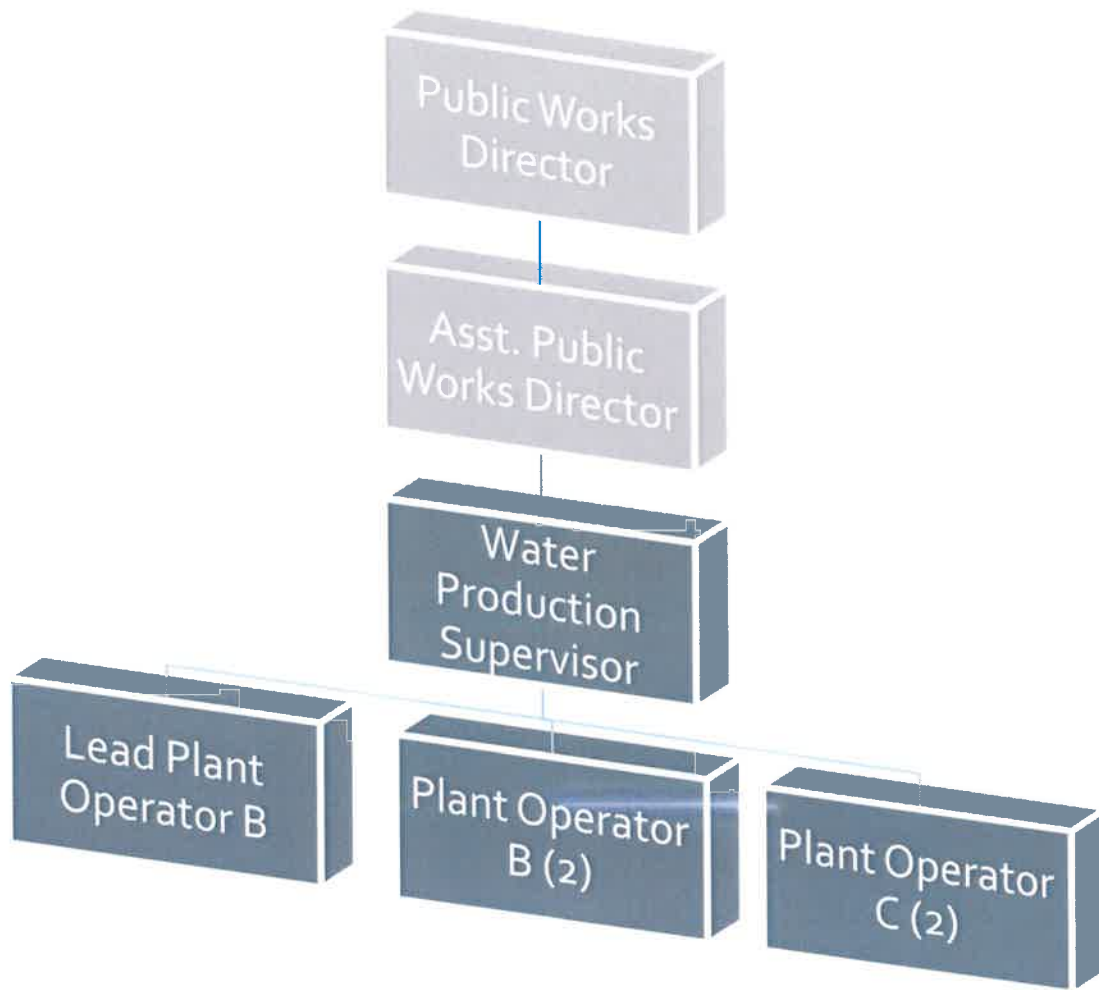 Public Works
Director
Asst. Public
Works Director
Water
Production
Supervisor
Lead Plant
Operator B
Plant Operator
B (2)
Plant Operator
C (2)